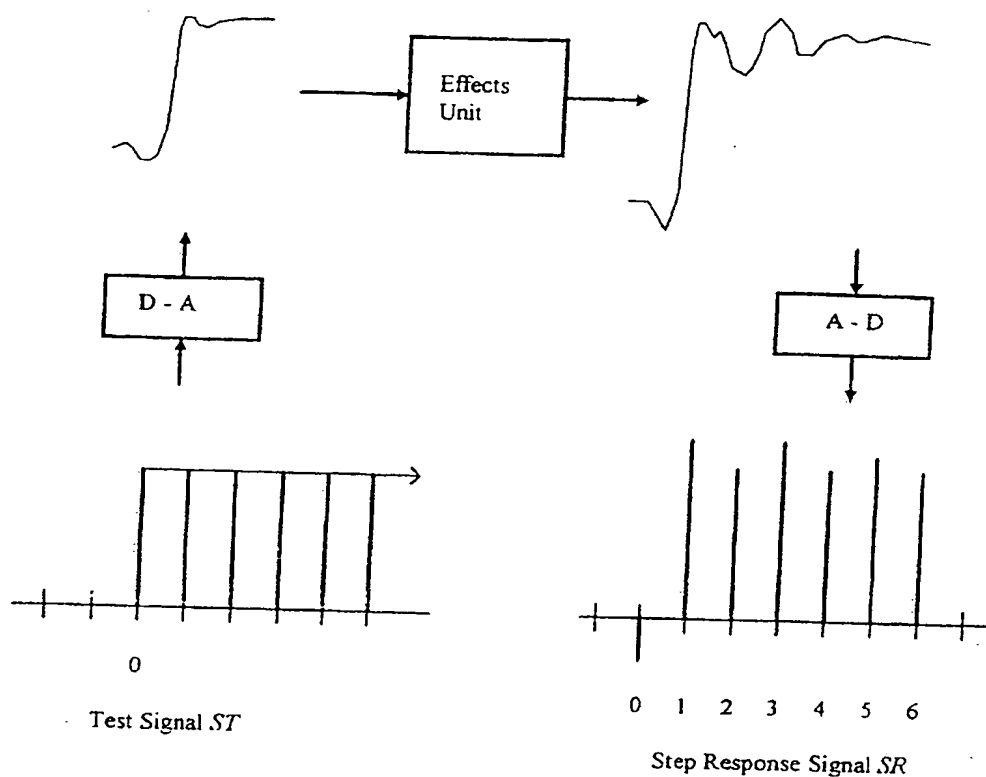 Effects
Unit
D - A
A - D
0
Test Signal ST
0 1 2 3 4 5 6
Step Response Signal SR